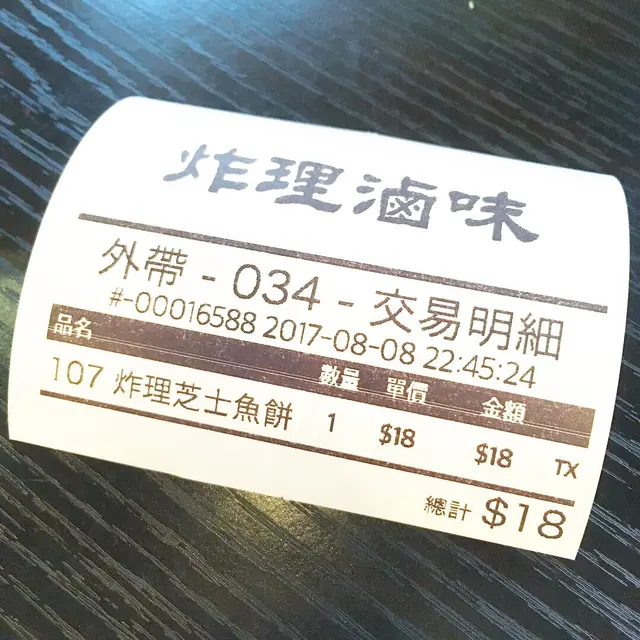 炸理滷味
外帶 - 034 - 交易明細
#-00016588 2017-08-08 22:45:24
品名 數量 單價 金額
107 炸理芝士魚餅 1 $18 $18 TX
總計 $18